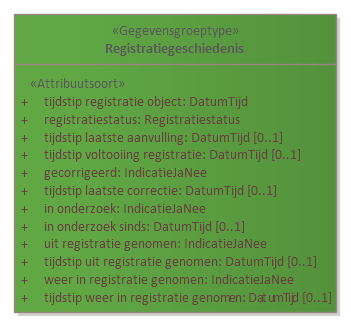 «Gegevensgroeptype»
Registratiegeschiedenis
«Attribuutsoort»
+ tijdstip registratie object: DatumTijd
+ registratiestatus: Registratiestatus
+ tijdstip laatste aanvulling: DatumTijd [0..1]
+ tijdstip voltooiing registratie: DatumTijd [0..1]
+ gecorrigeerd: IndicatieJaNee
+ tijdstip laatste correctie: DatumTijd [0..1]
+ in onderzoek: IndicatieJaNee
+ in onderzoek sinds: DatumTijd [0..1]
+ uit registratie genomen: IndicatieJaNee
+ tijdstip uit registratie genomen: DatumTijd [0..1]
+ weer in registratie genomen: IndicatieJaNee
+ tijdstip weer in registratie genomen: DatumTijd [0..1]